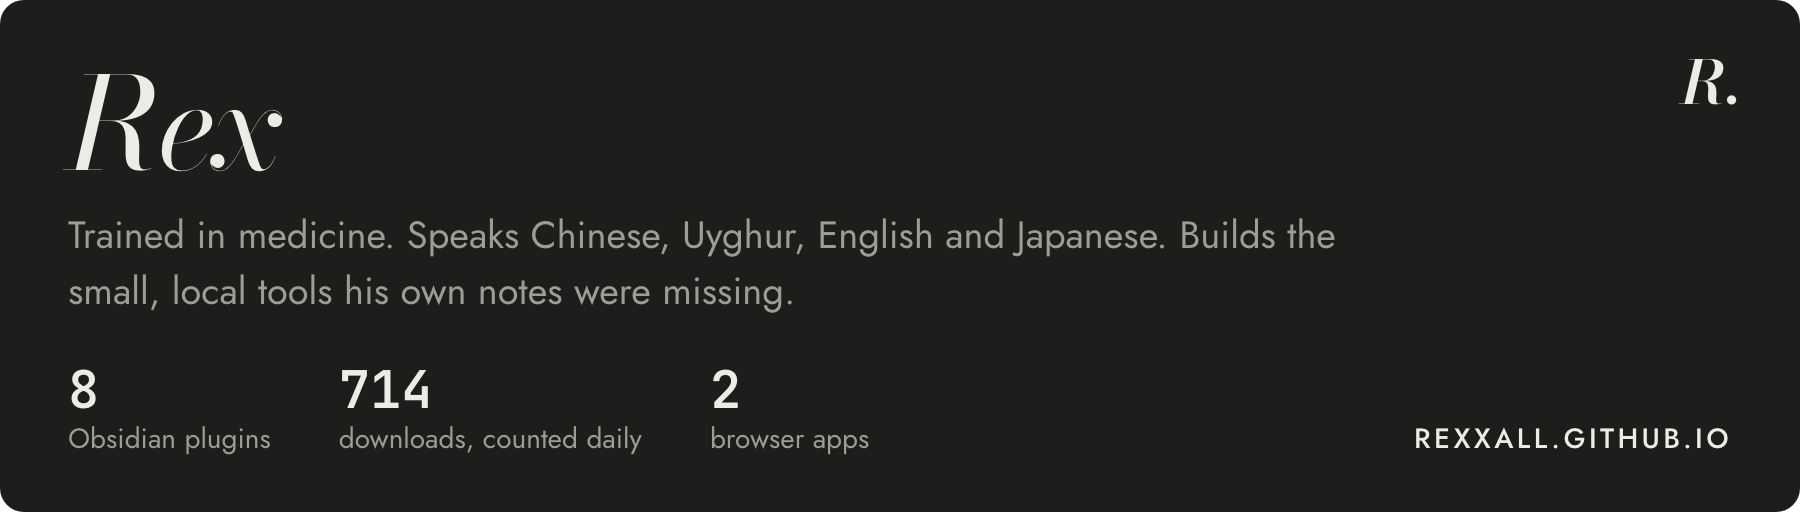 Rex
R.
Trained in medicine. Speaks Chinese, Uyghur, English and Japanese. Builds the
small, local tools his own notes were missing.
8
Obsidian plugins
714
downloads, counted daily
2
browser apps
REXXALL.GITHUB.IO